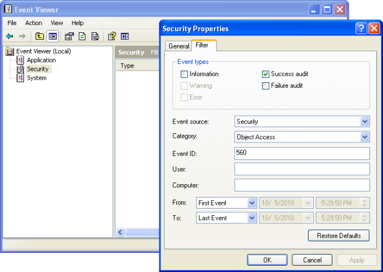 Event Viewer
File Action View Help
Event Viewer (Local)
Application
Security
System
Security Fil
Type
Security Properties
General Filter
Event types
Information Success audit
Warning Failure audit
Error
Event source: Security
Category: Object Access
Event ID: 560
User:
Computer:
From: First Event 10/ 5/2010 5:29:50 PM
To: Last Event 10/ 5/2010 5:29:50 PM
Restore Defaults
OK Cancel Apply